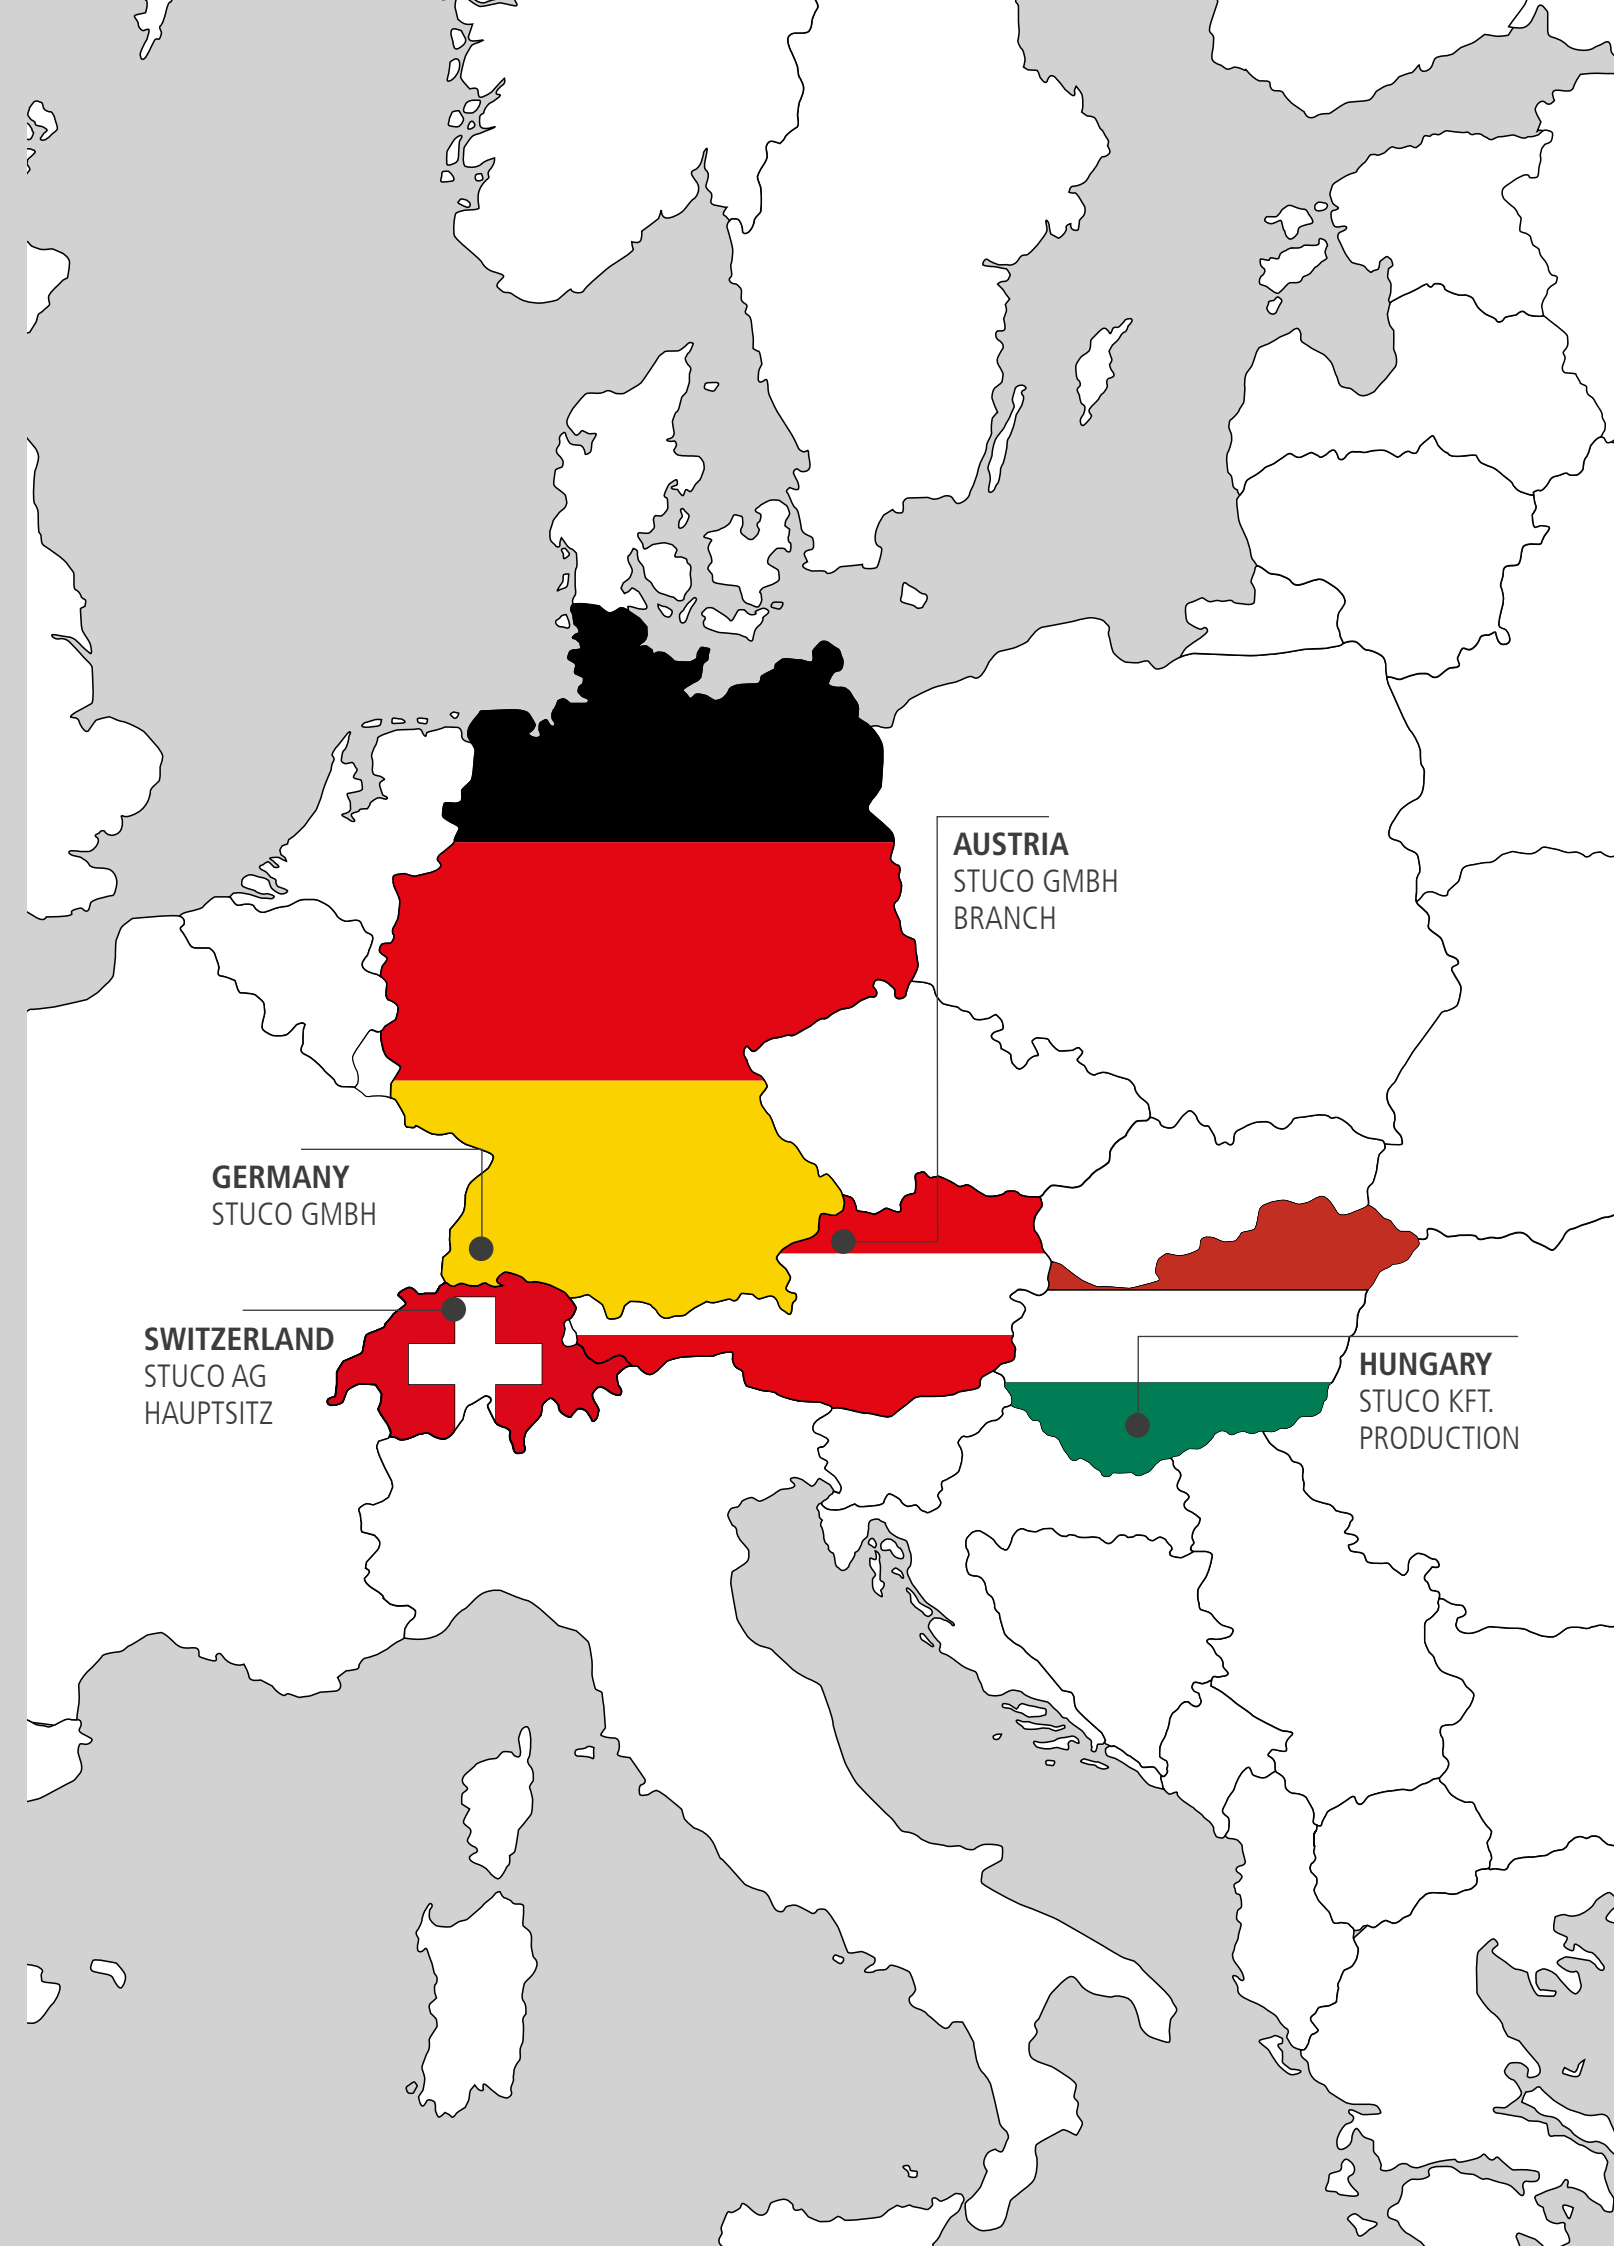 AUSTRIA
STUCO GMBH
BRANCH
GERMANY
STUCO GMBH
SWITZERLAND
STUCO AG
HAUPTSITZ
HUNGARY
STUCO KFT.
PRODUCTION